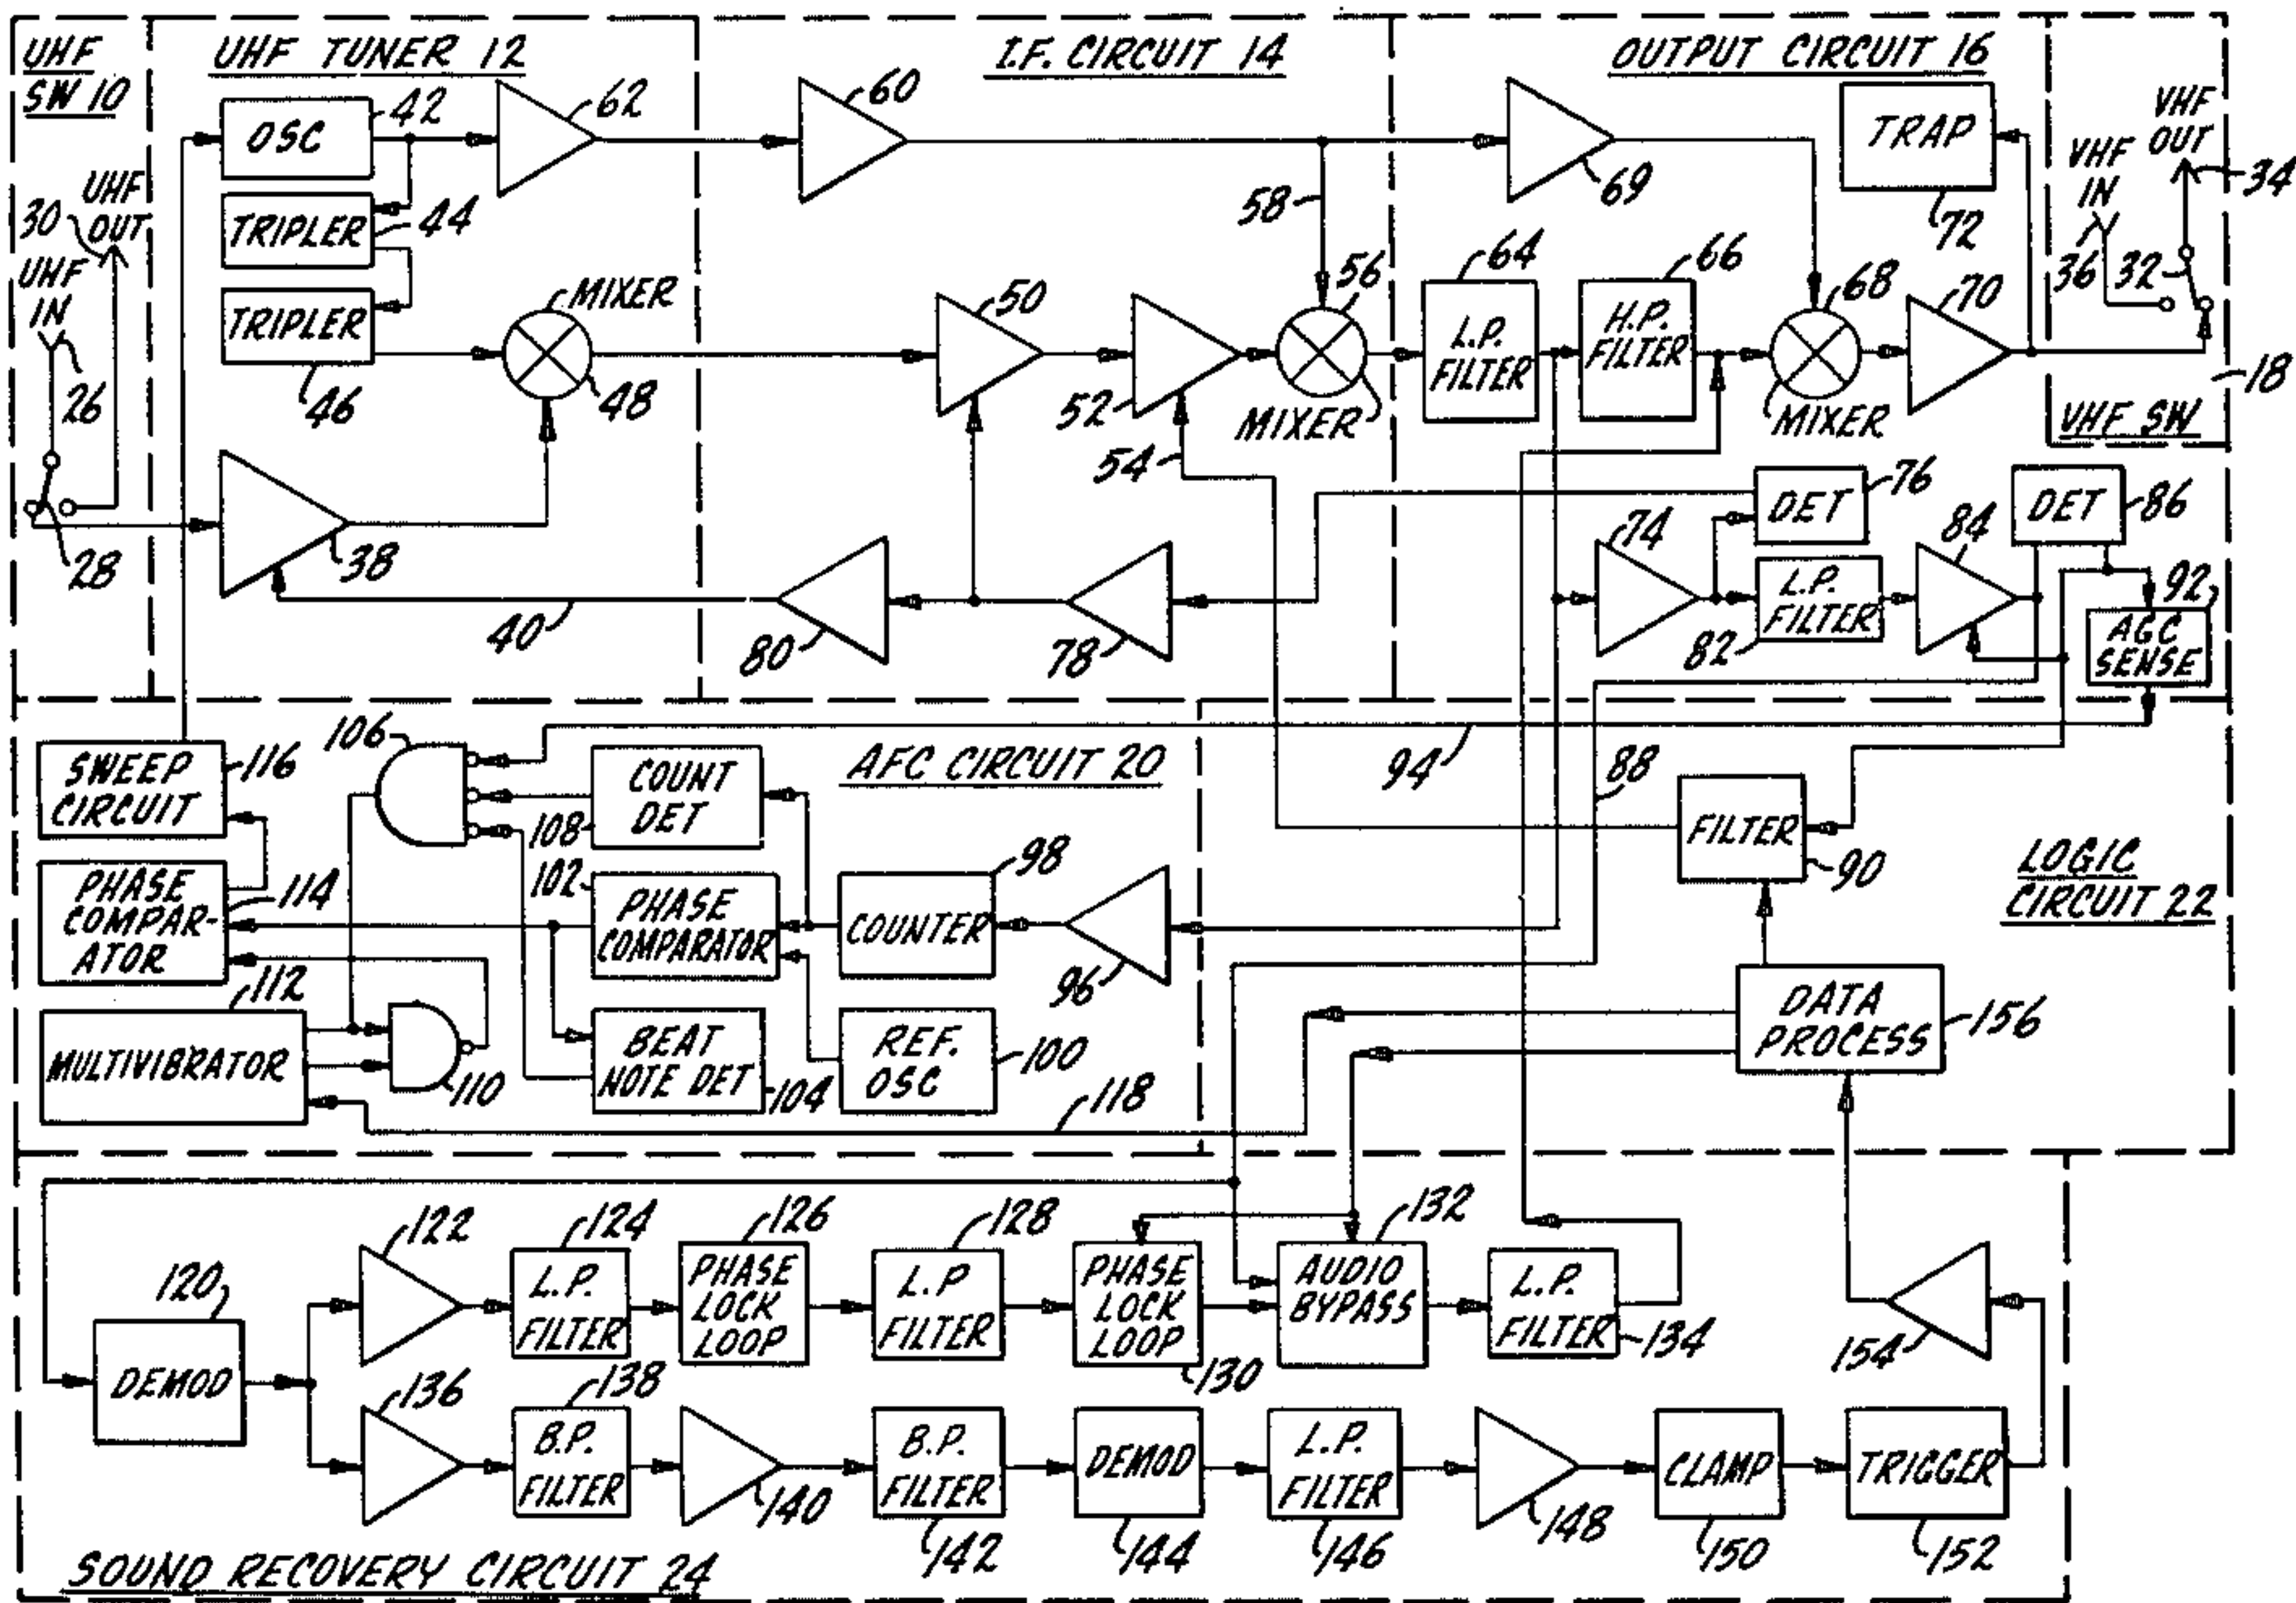 UHF
SW 10
UHF TUNER 12
I.F. CIRCUIT 14
OUTPUT CIRCUIT 16
OSC
42
62
60
69
TRAP
72
VHF
OUT
34
VHF
IN
36
32
30
UHF
OUT
UHF
IN
26
28
TRIPLER
44
TRIPLER
46
MIXER
48
38
40
50
52
54
58
56
MIXER
64
L.P.
FILTER
66
H.P.
FILTER
68
MIXER
70
18
VHF SW
80
78
74
DET
76
L.P.
FILTER
82
84
DET
86
92
AGC
SENSE
SWEEP
CIRCUIT
116
106
COUNT
DET
108
AFC CIRCUIT 20
94
88
FILTER
90
LOGIC
CIRCUIT 22
PHASE
COMPAR-
ATOR
114
102
PHASE
COMPARATOR
98
COUNTER
96
112
MULTIVIBRATOR
110
BEAT
NOTE DET
104
REF.
OSC
100
118
DATA
PROCESS
156
120
DEMOD
122
124
L.P.
FILTER
126
PHASE
LOCK
LOOP
128
L.P
FILTER
PHASE
LOCK
LOOP
130
132
AUDIO
BYPASS
L.P.
FILTER
134
154
136
138
B.P.
FILTER
140
B.P.
FILTER
142
DEMOD
144
L.P.
FILTER
146
148
CLAMP
150
TRIGGER
152
SOUND RECOVERY CIRCUIT 24